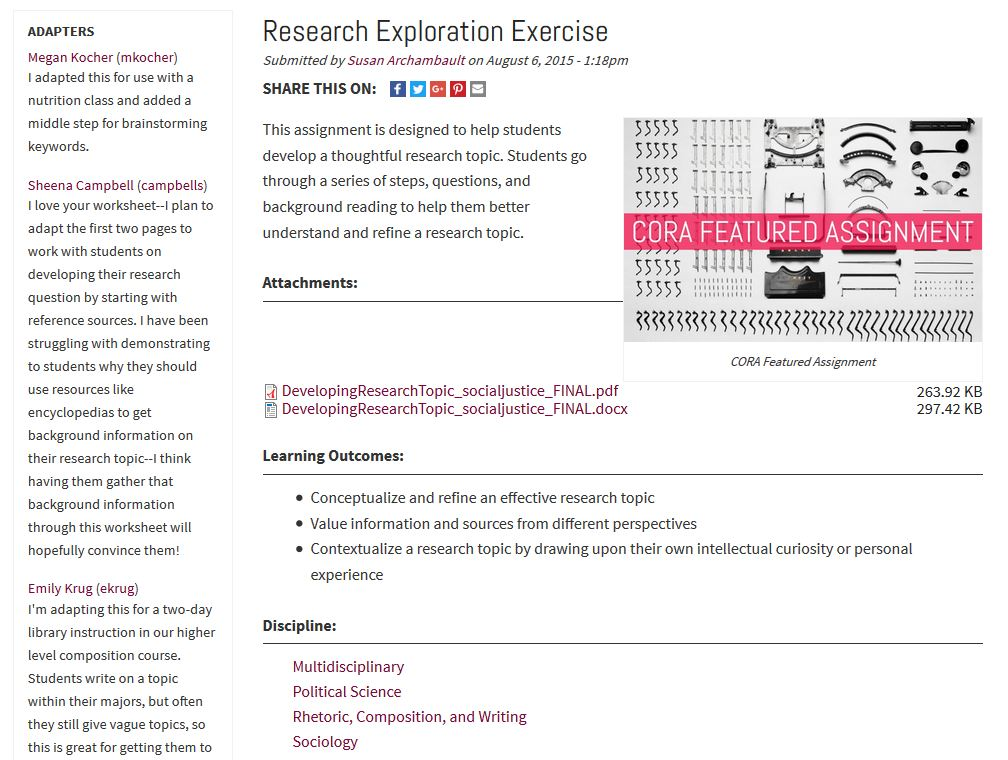 ADAPTERS
Megan Kocher (mkocher)
I adapted this for use with a
nutrition class and added a
middle step for brainstorming
keywords.
Sheena Campbell (campbells)
I love your worksheet--I plan to
adapt the first two pages to
work with students on
developing their research
question by starting with
reference sources. I have been
struggling with demonstrating
to students why they should
use resources like
encyclopedias to get
background information on
their research topic--I think
having them gather that
background information
through this worksheet will
hopefully convince them!
Emily Krug (ekrug)
I'm adapting this for a two-day
library instruction in our higher
level composition course.
Students write on a topic
within their majors, but often
they still give vague topics, so
this is great for getting them to
Research Exploration Exercise
Submitted by Susan Archambault on August 6, 2015 - 1:18pm
SHARE THIS ON:
This assignment is designed to help students
develop a thoughtful research topic. Students go
through a series of steps, questions, and
background reading to help them better
understand and refine a research topic.
CORA FEATURED ASSIGNMENT
CORA Featured Assignment
Attachments:
DevelopingResearchTopic_socialjustice_FINAL.pdf 263.92 KB
DevelopingResearchTopic_socialjustice_FINAL.docx 297.42 KB
Learning Outcomes:
Conceptualize and refine an effective research topic
Value information and sources from different perspectives
Contextualize a research topic by drawing upon their own intellectual curiosity or personal
experience
Discipline:
Multidisciplinary
Political Science
Rhetoric, Composition, and Writing
Sociology